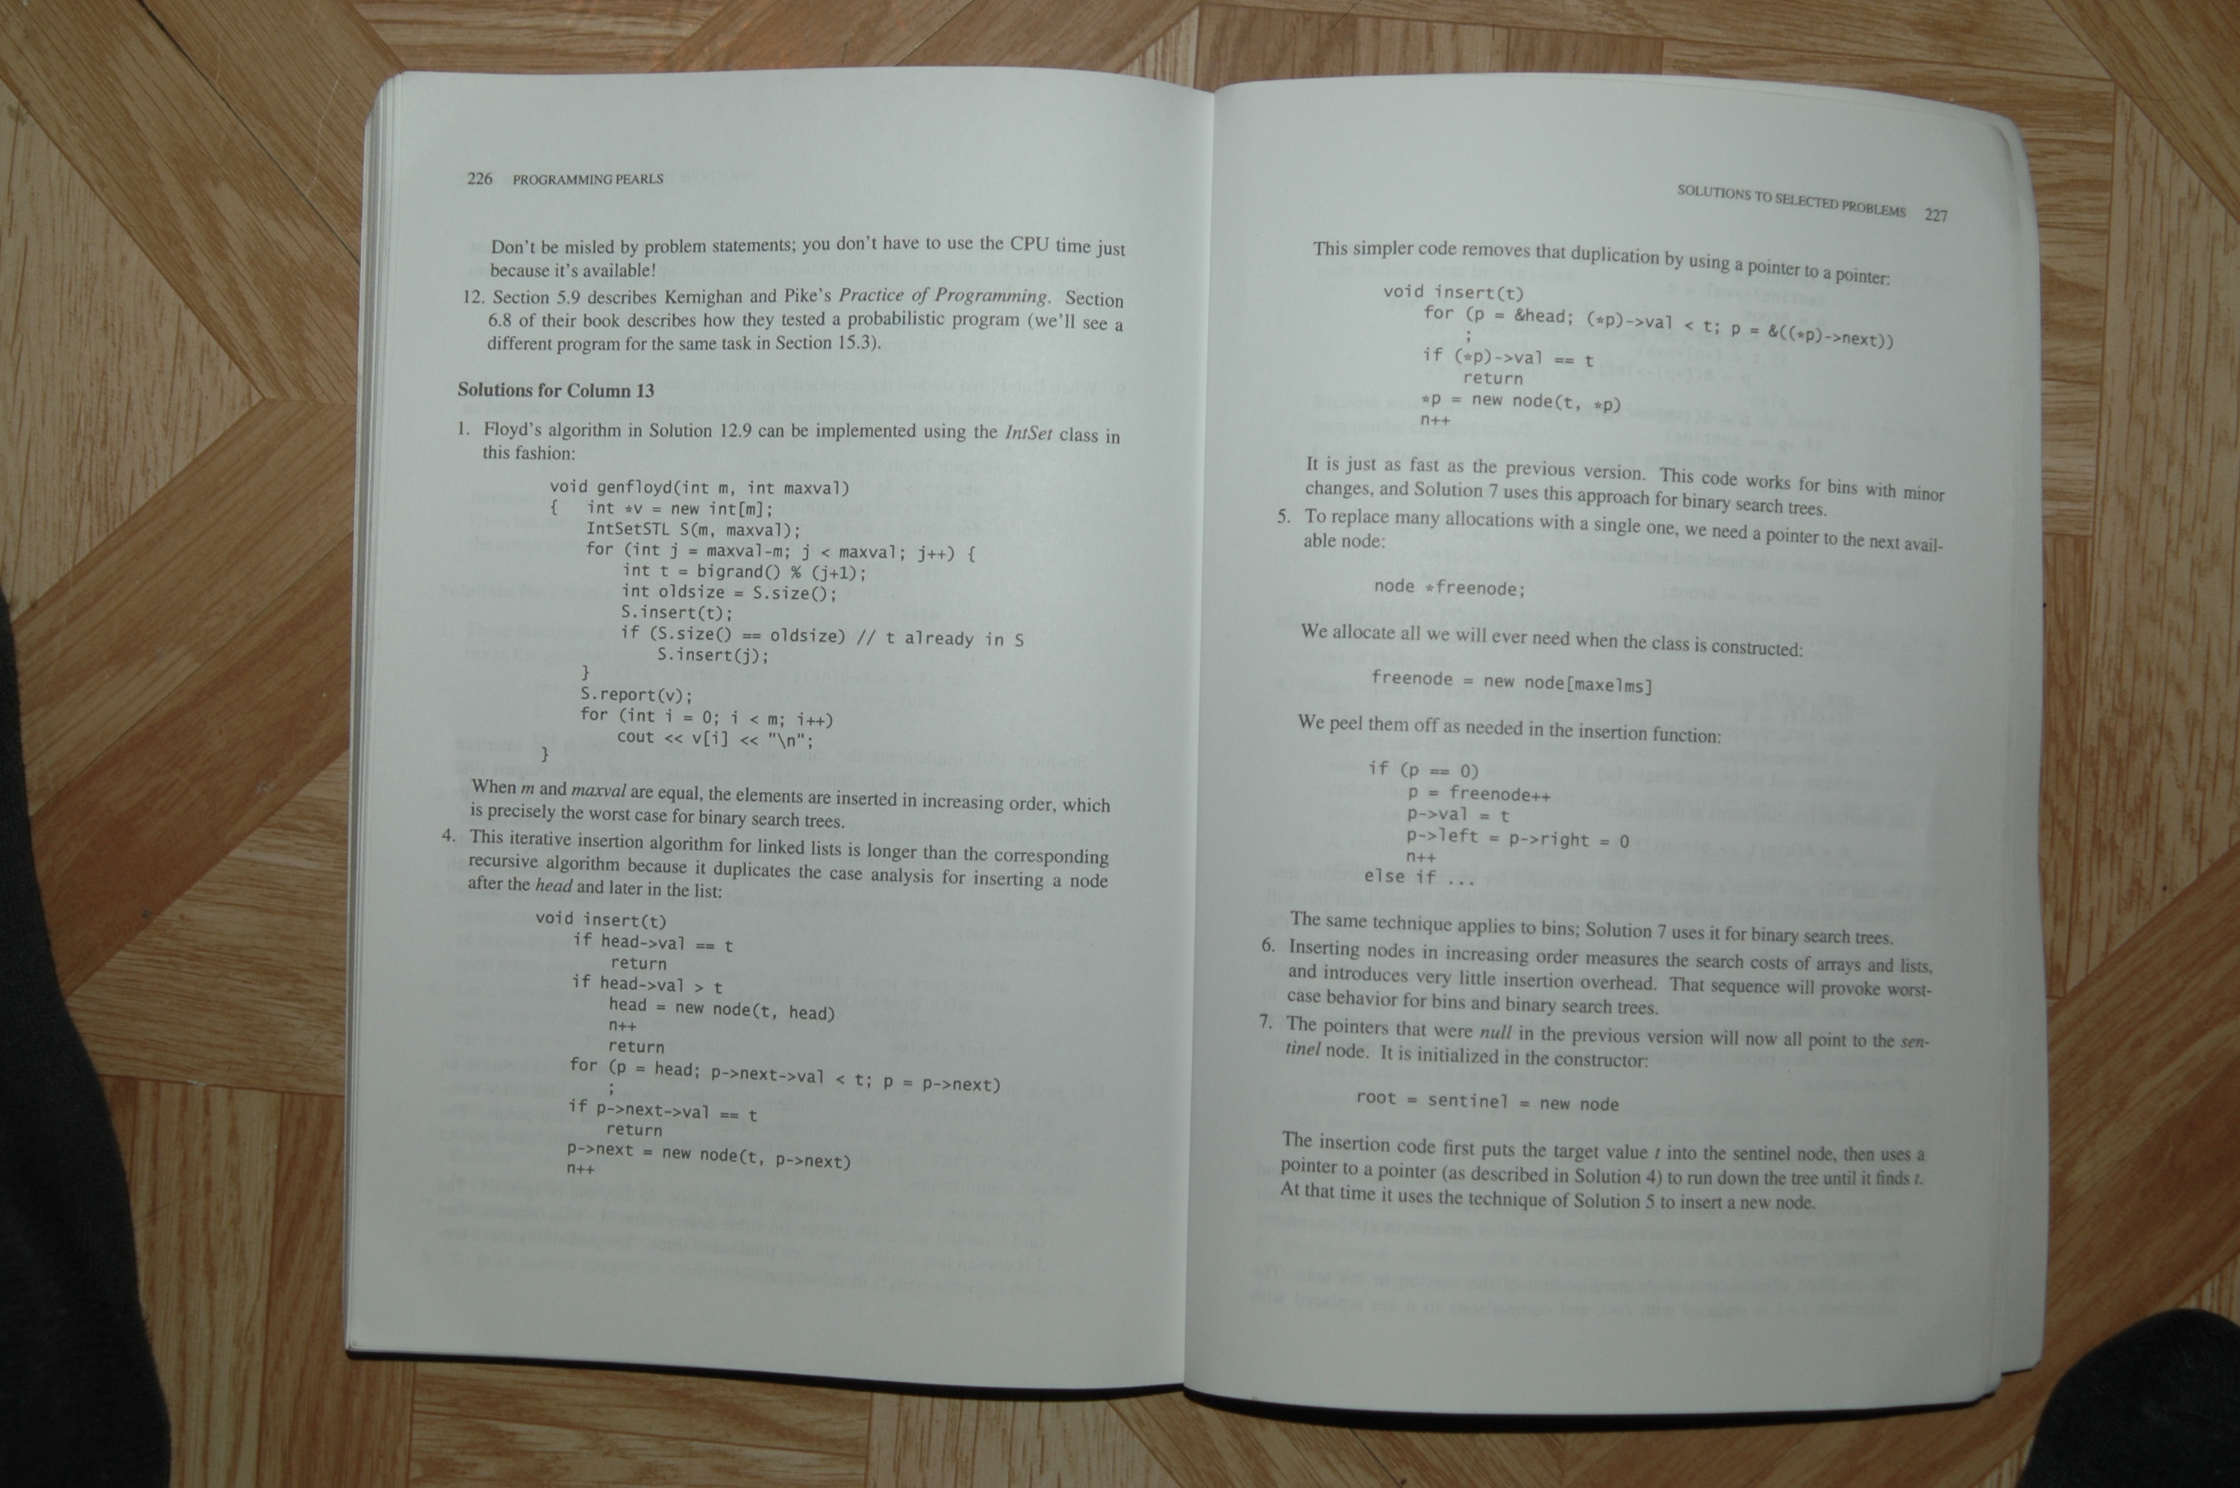 226 PROGRAMMING PEARLS
Don't be misled by problem statements; you don't have to use the CPU time just
because it's available!
12. Section 5.9 describes Kernighan and Pike's Practice of Programming. Section
6.8 of their book describes how they tested a probabilistic program (we'll see a
different program for the same task in Section 15.3).
Solutions for Column 13
1. Floyd's algorithm in Solution 12.9 can be implemented using the IntSet class in
this fashion:
void genfloyd(int m, int maxval)
{ int *v = new int[m];
IntSetSTL S(m, maxval);
for (int j = maxval-m; j < maxval; j++) {
int t = bigrand() % (j+1);
int oldsize = S.size();
S.insert(t);
if (S.size() == oldsize) // t already in S
S.insert(j);
}
S.report(v);
for (int i = 0; i < m; i++)
cout << v[i] << "\n";
}
When m and maxval are equal, the elements are inserted in increasing order, which
is precisely the worst case for binary search trees.
4. This iterative insertion algorithm for linked lists is longer than the corresponding
recursive algorithm because it duplicates the case analysis for inserting a node
after the head and later in the list:
void insert(t)
if head->val == t
return
if head->val > t
head = new node(t, head)
n++
return
for (p = head; p->next->val < t; p = p->next)
;
if p->next->val == t
return
p->next = new node(t, p->next)
n++
SOLUTIONS TO SELECTED PROBLEMS 227
This simpler code removes that duplication by using a pointer to a pointer:
void insert(t)
for (p = &head; (*p)->val < t; p = &((*p)->next))
;
if (*p)->val == t
return
*p = new node(t, *p)
n++
It is just as fast as the previous version. This code works for bins with minor
changes, and Solution 7 uses this approach for binary search trees.
5. To replace many allocations with a single one, we need a pointer to the next avail-
able node:
node *freenode;
We allocate all we will ever need when the class is constructed:
freenode = new node[maxelms]
We peel them off as needed in the insertion function:
if (p == 0)
p = freenode++
p->val = t
p->left = p->right = 0
n++
else if ...
The same technique applies to bins; Solution 7 uses it for binary search trees.
6. Inserting nodes in increasing order measures the search costs of arrays and lists,
and introduces very little insertion overhead. That sequence will provoke worst-
case behavior for bins and binary search trees.
7. The pointers that were null in the previous version will now all point to the sen-
tinel node. It is initialized in the constructor:
root = sentinel = new node
The insertion code first puts the target value t into the sentinel node, then uses a
pointer to a pointer (as described in Solution 4) to run down the tree until it finds t.
At that time it uses the technique of Solution 5 to insert a new node.